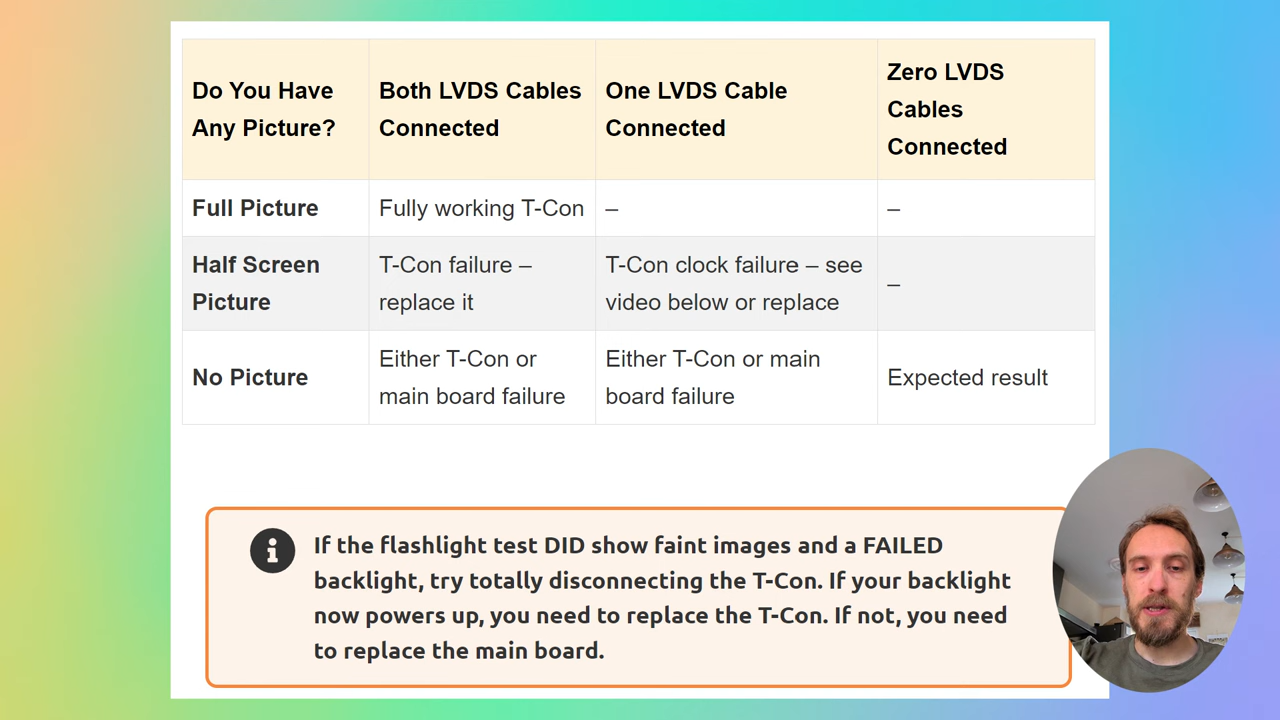 Do You Have
Any Picture?
Both LVDS Cables
Connected
One LVDS Cable
Connected
Zero LVDS
Cables
Connected
Full Picture
Fully working T-Con
–
–
Half Screen
Picture
T-Con failure –
replace it
T-Con clock failure – see
video below or replace
–
No Picture
Either T-Con or
main board failure
Either T-Con or main
board failure
Expected result
If the flashlight test DID show faint images and a FAILED
backlight, try totally disconnecting the T-Con. If your backlight
now powers up, you need to replace the T-Con. If not, you need
to replace the main board.